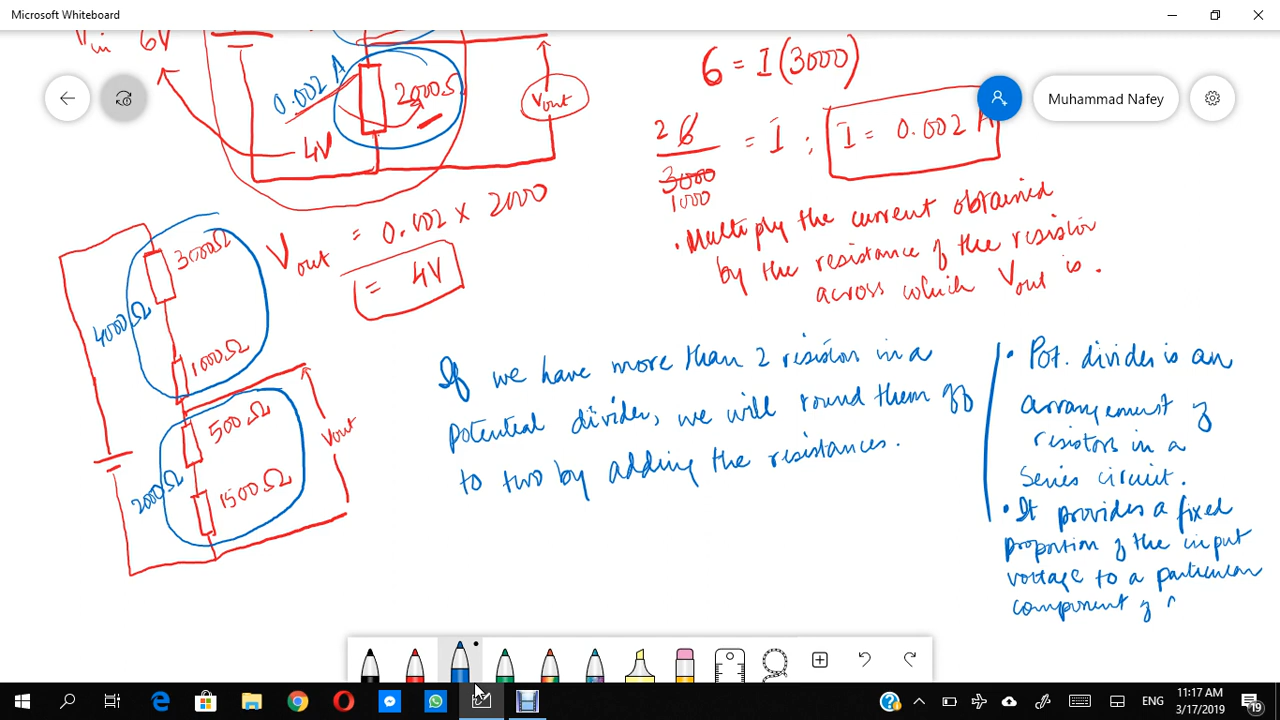 Microsoft Whiteboard
Vin 6V
0.002 A
2000Ω
Vout
4V
6 = I(3000)
2 6
3000
1000
= I ; I = 0.002 A
Muhammad Nafey
Vout = 0.002 x 2000
= 4V
• Multiply the current obtained
by the resistance of the resistor
across which Vout is.
3000Ω
4000Ω
1000Ω
500Ω
2000Ω
1500Ω
Vout
If we have more than 2 resistor in a
potential divider, we will round them off
to two by adding the resistances.
• Pot. divider is an
arrangement of
resistors in a
series circuit.
• It provides a fixed
proportion of the input
voltage to a particular
component of
ENG
11:17 AM
3/17/2019
19